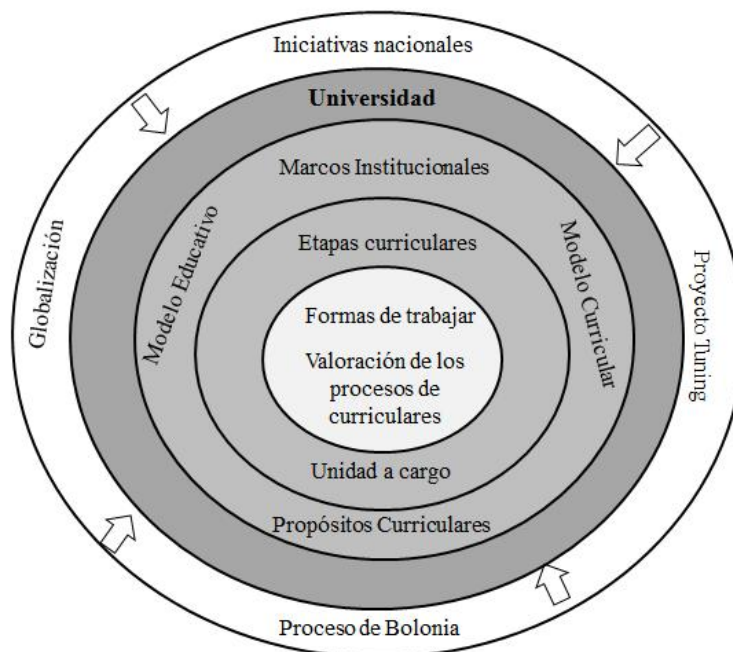 Iniciativas nacionales
Universidad
Marcos Institucionales
Globalización
Modelo Educativo
Etapas curriculares
Modelo Curricular
Proyecto Tuning
Formas de trabajar
Valoración de los
procesos de
curriculares
Unidad a cargo
Propósitos Curriculares
Proceso de Bolonia